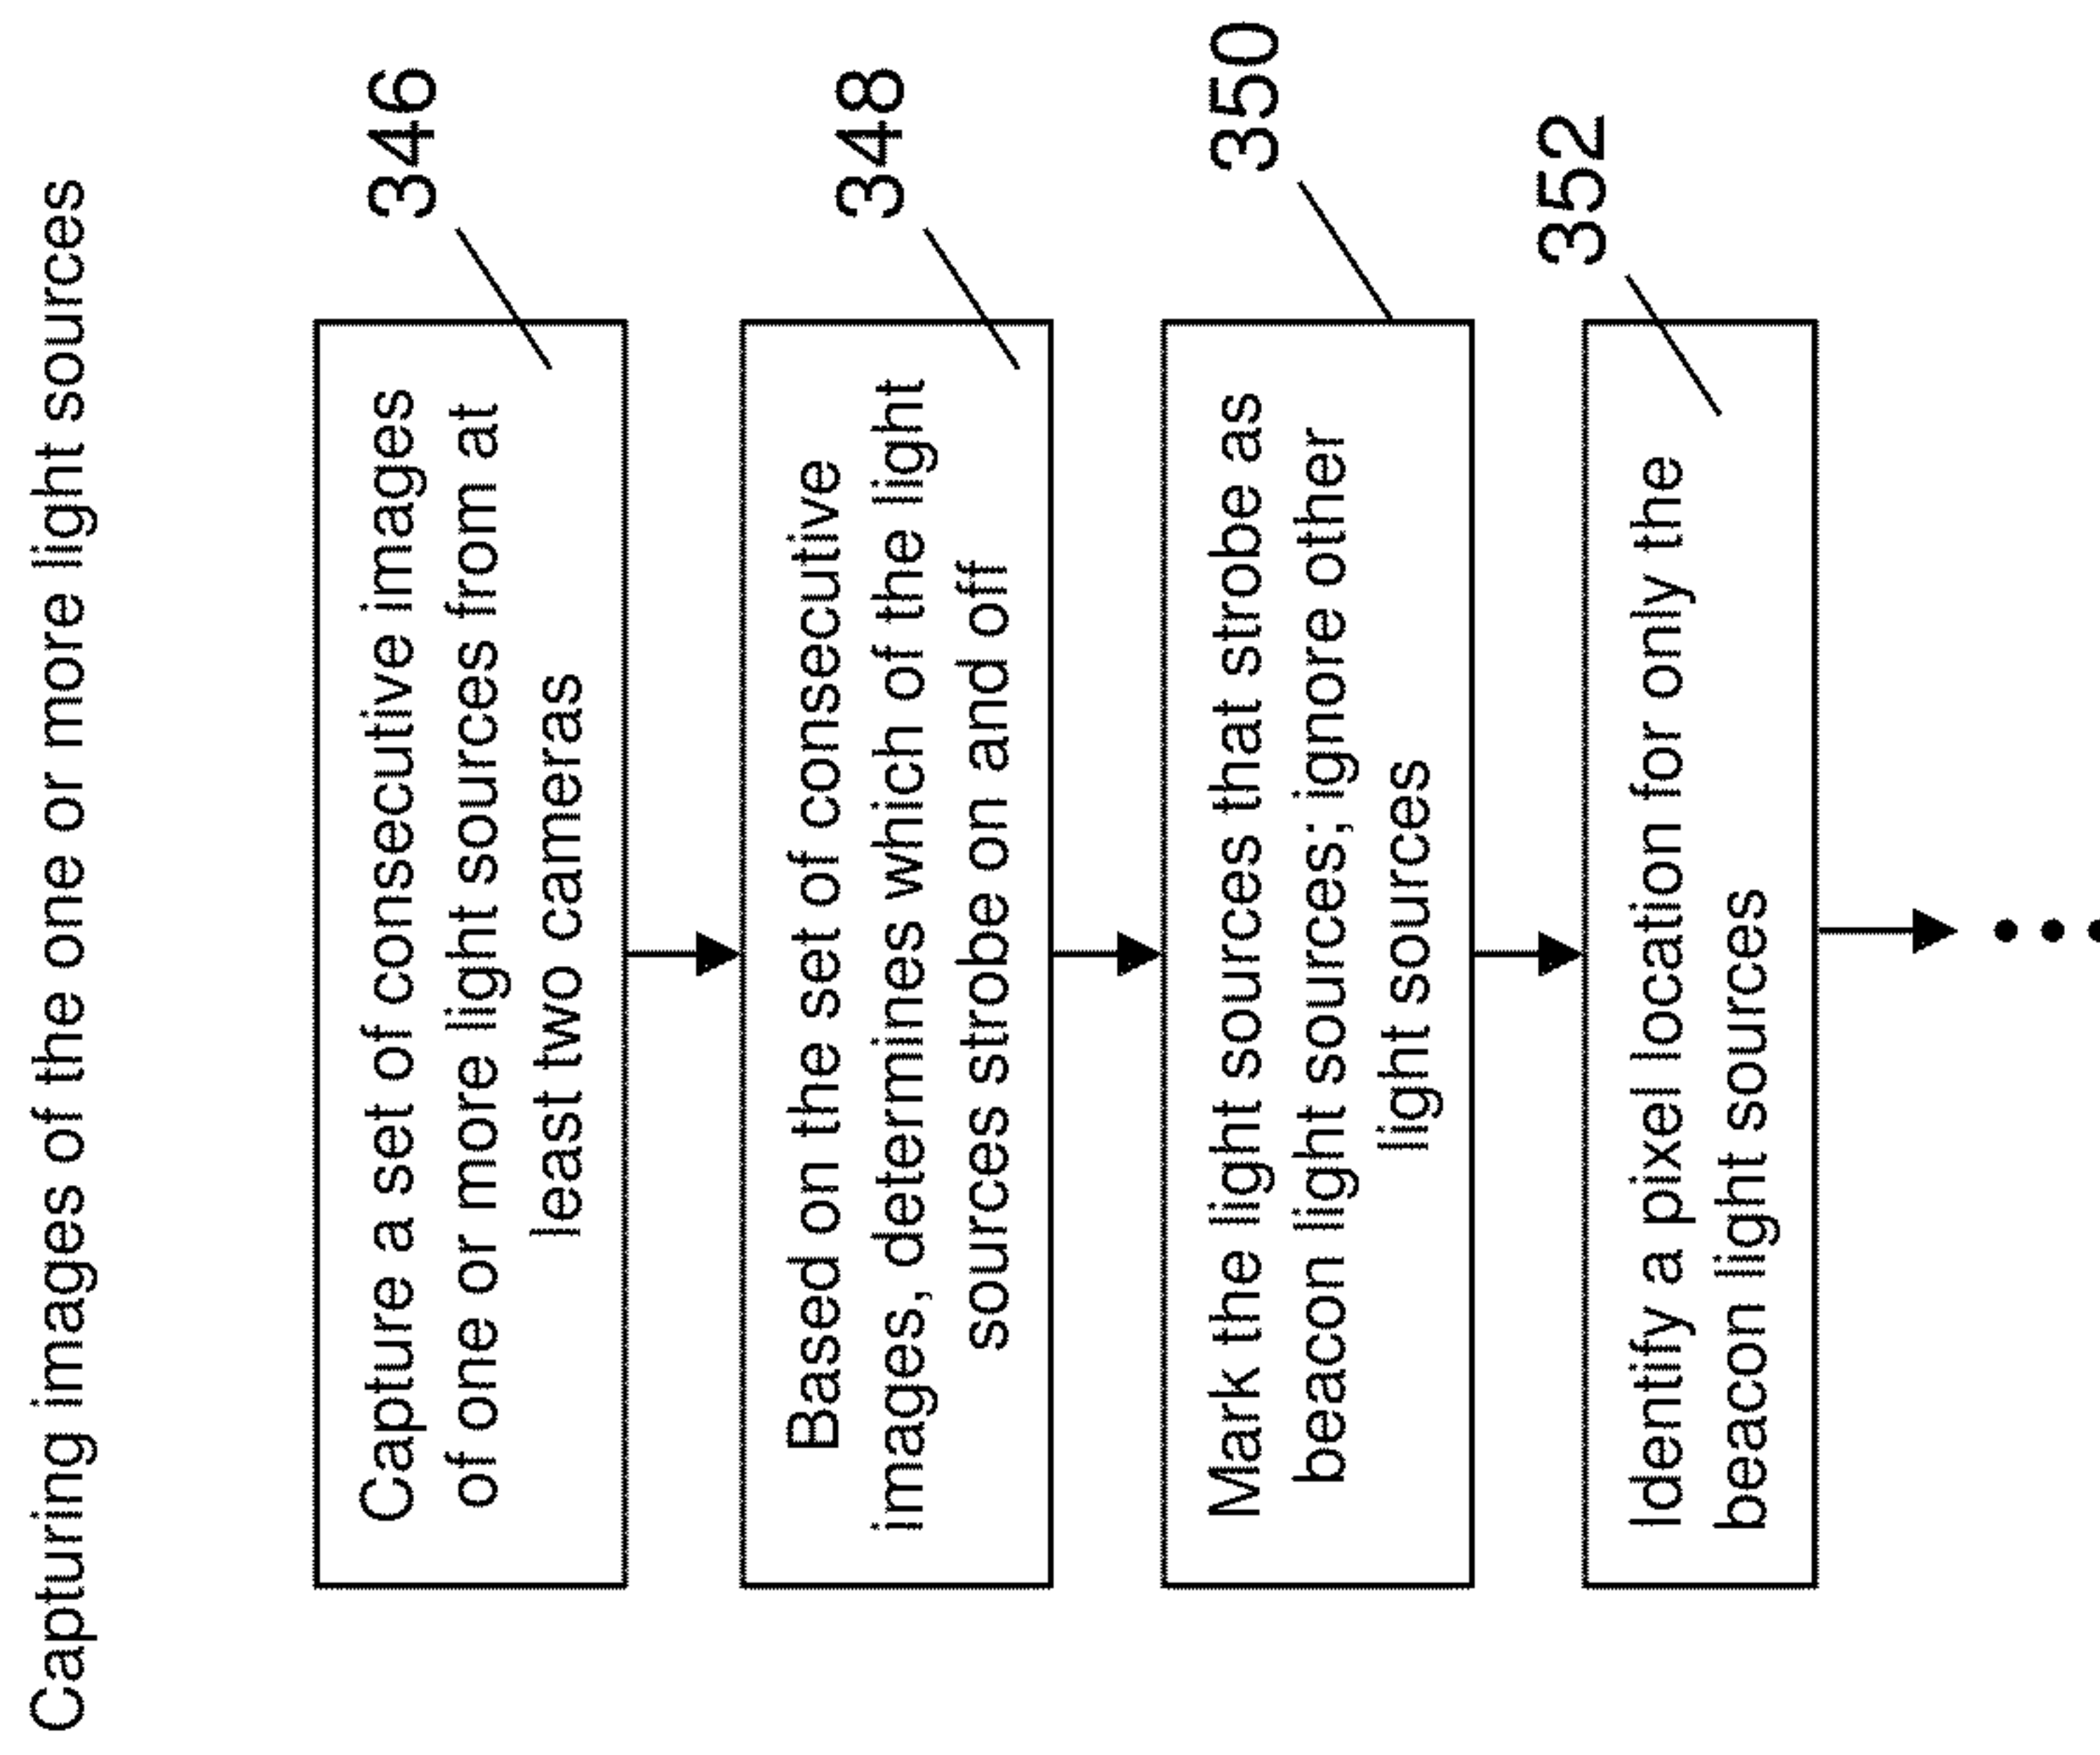 Capturing images of the one or more light sources
Capture a set of consecutive images
of one or more light sources from at
least two cameras
346
Based on the set of consecutive
images, determines which of the light
sources strobe on and off
348
Mark the light sources that strobe as
beacon light sources; ignore other
light sources
350
Identify a pixel location for only the
beacon light sources
352